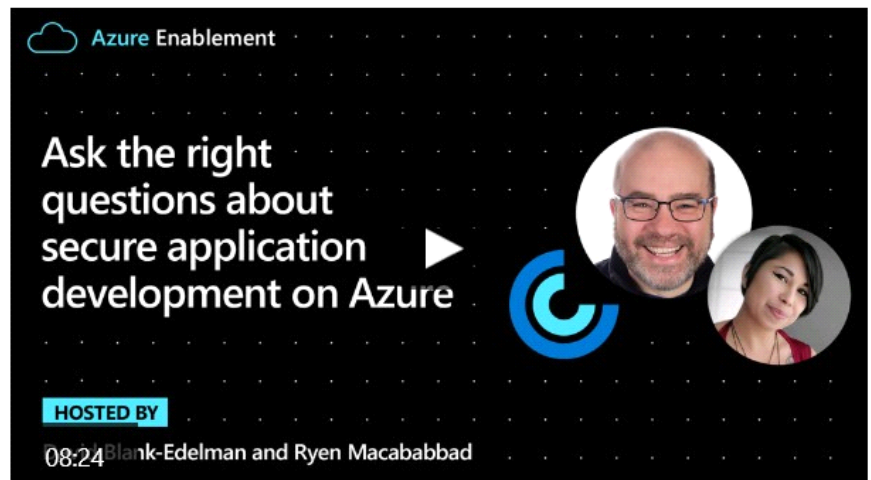 Azure Enablement
Ask the right
questions about
secure application
development on Azure
HOSTED BY
08:24
Blank-Edelman and Ryen Macababbad